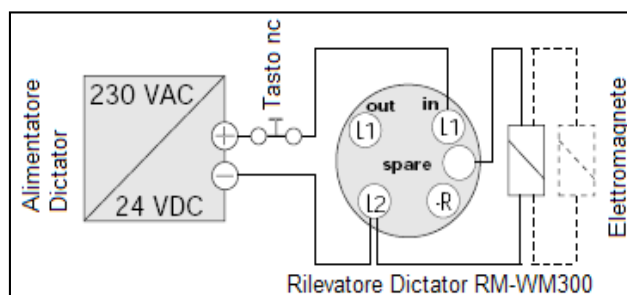 Alimentatore
Dictator
230 VAC
24 VDC
+
−
Tasto nc
out
in
L1
L1
spare
L2
-R
Elettromagnete
Rilevatore Dictator RM-WM300